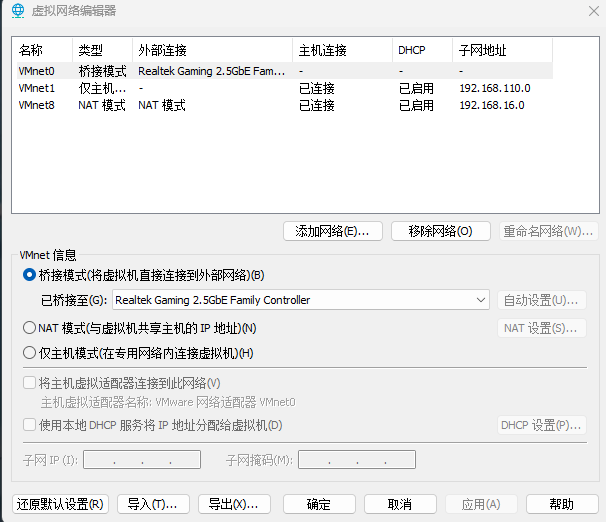 虚拟网络编辑器
名称 类型 外部连接 主机连接 DHCP 子网地址
VMnet0 桥接模式 Realtek Gaming 2.5GbE Fam... - - -
VMnet1 仅主机... - 已连接 已启用 192.168.110.0
VMnet8 NAT 模式 NAT 模式 已连接 已启用 192.168.16.0
添加网络(E)... 移除网络(O) 重命名网络(W)...
VMnet 信息
桥接模式(将虚拟机直接连接到外部网络)(B)
已桥接至(G): Realtek Gaming 2.5GbE Family Controller 自动设置(U)...
NAT 模式(与虚拟机共享主机的 IP 地址)(N) NAT 设置(S)...
仅主机模式(在专用网络内连接虚拟机)(H)
将主机虚拟适配器连接到此网络(V)
主机虚拟适配器名称: VMware 网络适配器 VMnet0
使用本地 DHCP 服务将 IP 地址分配给虚拟机(D) DHCP 设置(P)...
子网 IP (I): . . . 子网掩码(M): . . .
还原默认设置(R) 导入(T)... 导出(X)... 确定 取消 应用(A) 帮助